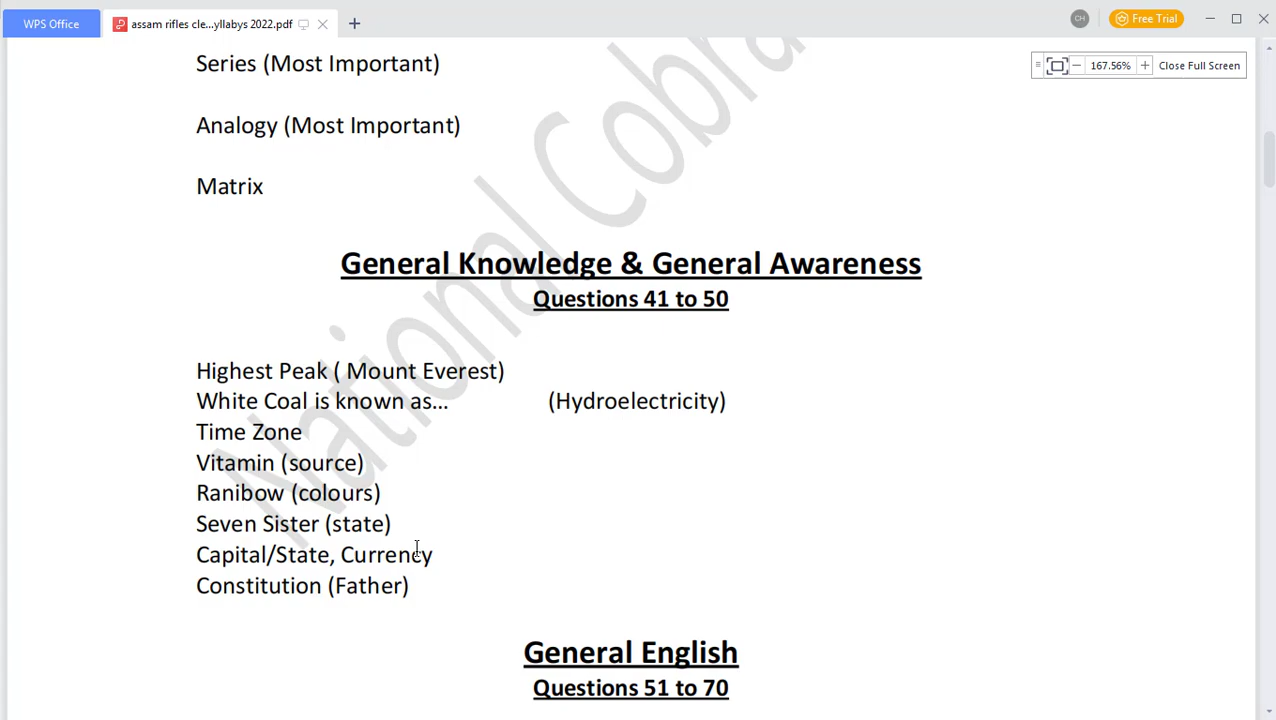 WPS Office
assam rifles cle...yllabys 2022.pdf
CH
Free Trial
167.56%
Close Full Screen
Series (Most Important)
Analogy (Most Important)
Matrix
General Knowledge & General Awareness
Questions 41 to 50
Highest Peak ( Mount Everest)
White Coal is known as... (Hydroelectricity)
Time Zone
Vitamin (source)
Ranibow (colours)
Seven Sister (state)
Capital/State, Currency
Constitution (Father)
General English
Questions 51 to 70
National Cobra